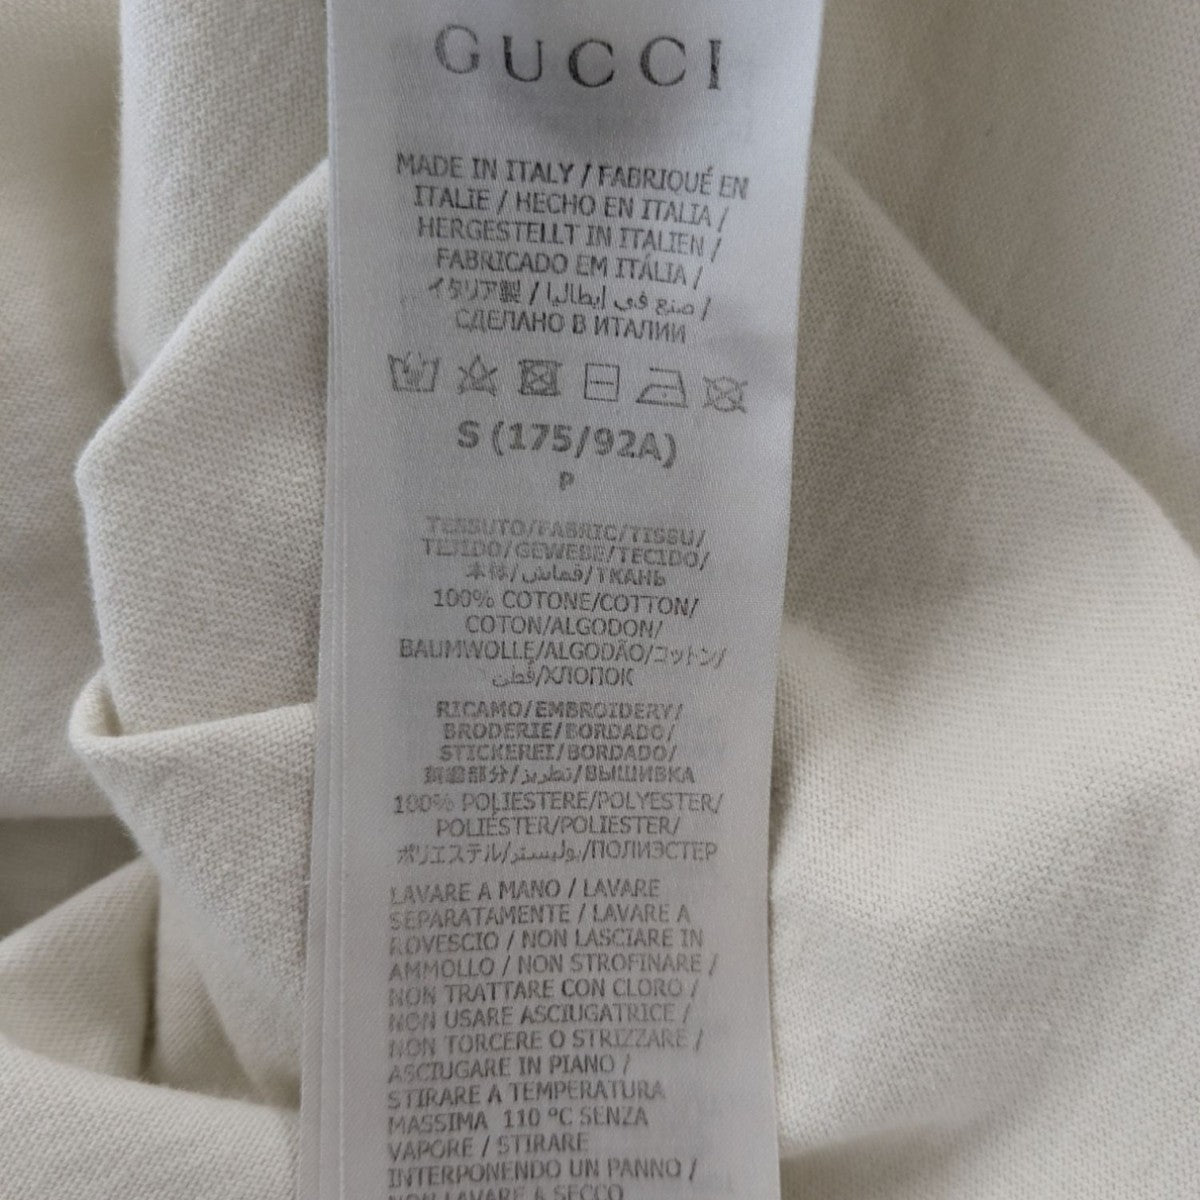 GUCCI
MADE IN ITALY / FABRIQUÉ EN
ITALIE / HECHO EN ITALIA /
HERGESTELLT IN ITALIEN /
FABRICADO EM ITÁLIA /
イタリア製 / صنع في إيطاليا /
СДЕЛАНО В ИТАЛИИ
S (175/92A)
P
TESSUTO/FABRIC/TISSU/
TEJIDO/GEWEBE/TECIDO/
本体/قماش/ТКАНЬ
100% COTONE/COTTON/
COTON/ALGODON/
BAUMWOLLE/ALGODÃO/コットン/
قطن/ХЛОПОК
RICAMO/EMBROIDERY/
BRODERIE/BORDADO/
STICKEREI/BORDADO/
刺繍部分/تطريز/ВЫШИВКА
100% POLIESTERE/POLYESTER/
POLIÉSTER/POLIESTER/
ポリエステル/بوليستر/ПОЛИЭСТЕР
LAVARE A MANO / LAVARE
SEPARATAMENTE / LAVARE A
ROVESCIO / NON LASCIARE IN
AMMOLLO / NON STROFINARE /
NON TRATTARE CON CLORO /
NON USARE ASCIUGATRICE /
NON TORCERE O STRIZZARE /
ASCIUGARE IN PIANO /
STIRARE A TEMPERATURA
MASSIMA 110 °C SENZA
VAPORE / STIRARE
INTERPONENDO UN PANNO /
NON LAVARE A SECCO